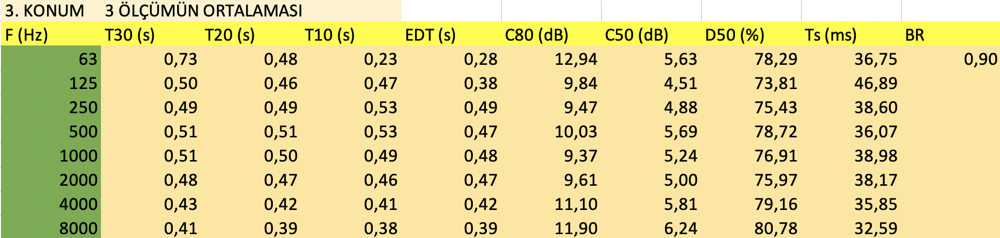 3. KONUM 3 ÖLÇÜMÜN ORTALAMASI
F (Hz) T30 (s) T20 (s) T10 (s) EDT (s) C80 (dB) C50 (dB) D50 (%) Ts (ms) BR
63 0,73 0,48 0,23 0,28 12,94 5,63 78,29 36,75 0,90
125 0,50 0,46 0,47 0,38 9,84 4,51 73,81 46,89
250 0,49 0,49 0,53 0,49 9,47 4,88 75,43 38,60
500 0,51 0,51 0,53 0,47 10,03 5,69 78,72 36,07
1000 0,51 0,50 0,49 0,48 9,37 5,24 76,91 38,98
2000 0,48 0,47 0,46 0,47 9,61 5,00 75,97 38,17
4000 0,43 0,42 0,41 0,42 11,10 5,81 79,16 35,85
8000 0,41 0,39 0,38 0,39 11,90 6,24 80,78 32,59